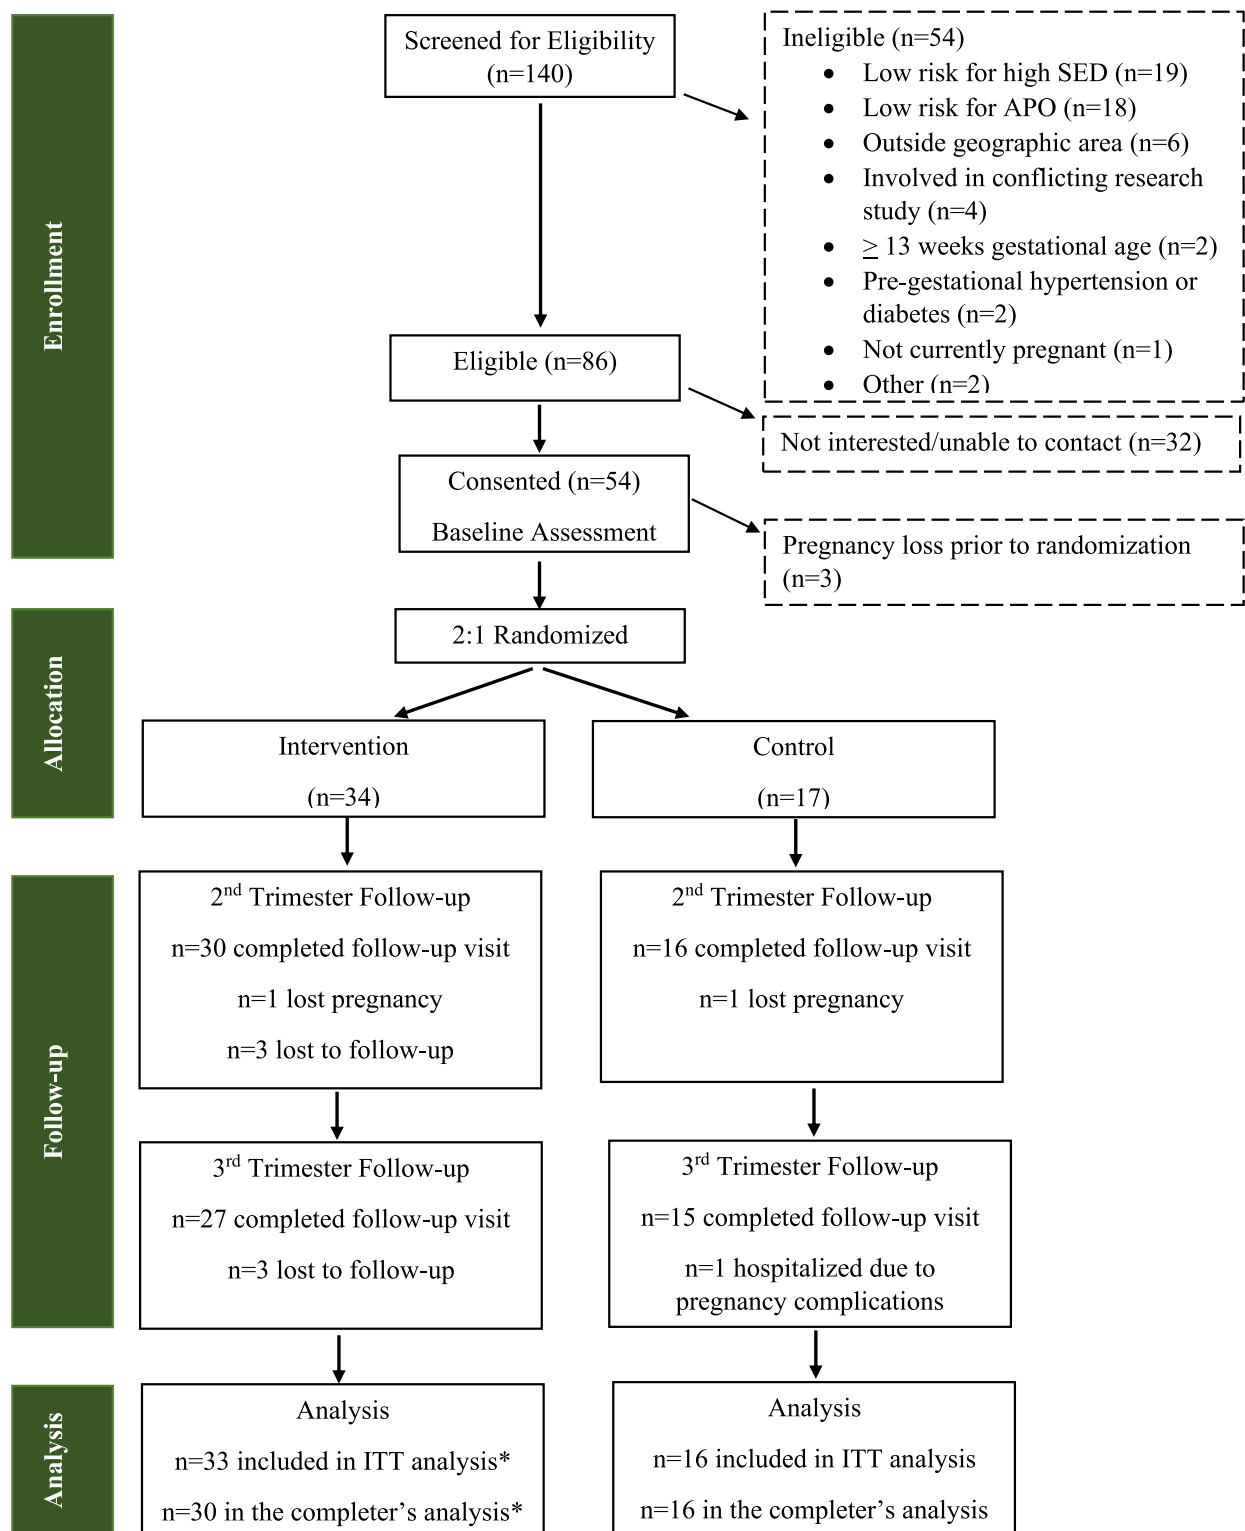 Screened for Eligibility
(n=140)
Ineligible (n=54)
• Low risk for high SED (n=19)
• Low risk for APO (n=18)
• Outside geographic area (n=6)
• Involved in conflicting research
study (n=4)
• ≥ 13 weeks gestational age (n=2)
• Pre-gestational hypertension or
diabetes (n=2)
• Not currently pregnant (n=1)
• Other (n=2)
Enrollment
Eligible (n=86)
Not interested/unable to contact (n=32)
Consented (n=54)
Baseline Assessment
Pregnancy loss prior to randomization
(n=3)
Allocation
2:1 Randomized
Intervention
(n=34)
Control
(n=17)
Follow-up
2nd Trimester Follow-up
n=30 completed follow-up visit
n=1 lost pregnancy
n=3 lost to follow-up
2nd Trimester Follow-up
n=16 completed follow-up visit
n=1 lost pregnancy
3rd Trimester Follow-up
n=27 completed follow-up visit
n=3 lost to follow-up
3rd Trimester Follow-up
n=15 completed follow-up visit
n=1 hospitalized due to
pregnancy complications
Analysis
Analysis
n=33 included in ITT analysis*
n=30 in the completer’s analysis*
Analysis
n=16 included in ITT analysis
n=16 in the completer’s analysis